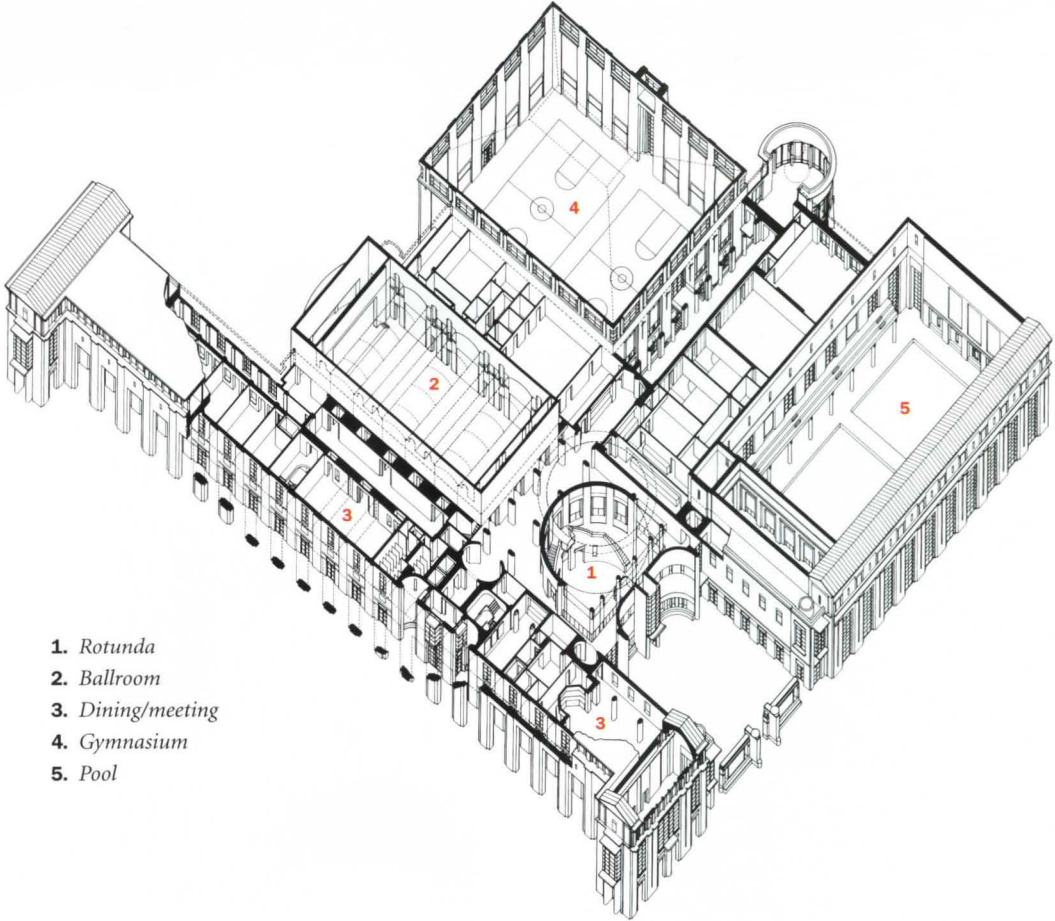 4
2
5
3
1
3
1. Rotunda
2. Ballroom
3. Dining/meeting
4. Gymnasium
5. Pool